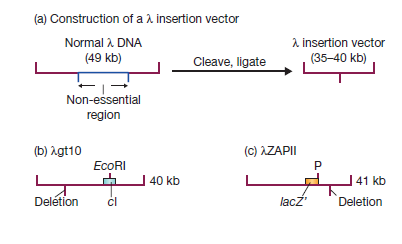 (a) Construction of a λ insertion vector
Normal λ DNA
(49 kb)
Cleave, ligate
λ insertion vector
(35–40 kb)
Non-essential
region
(b) λgt10
EcoRI
40 kb
Deletion
cI
(c) λZAPII
P
41 kb
lacZ'
Deletion